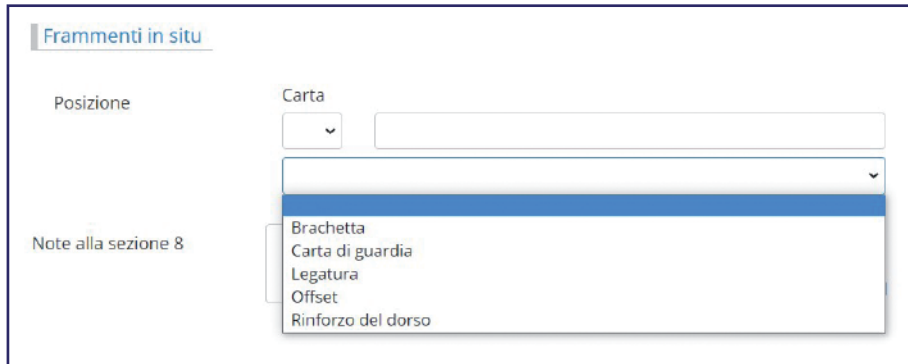 Frammenti in situ
Posizione
Carta
Note alla sezione 8
Brachetta
Carta di guardia
Legatura
Offset
Rinforzo del dorso